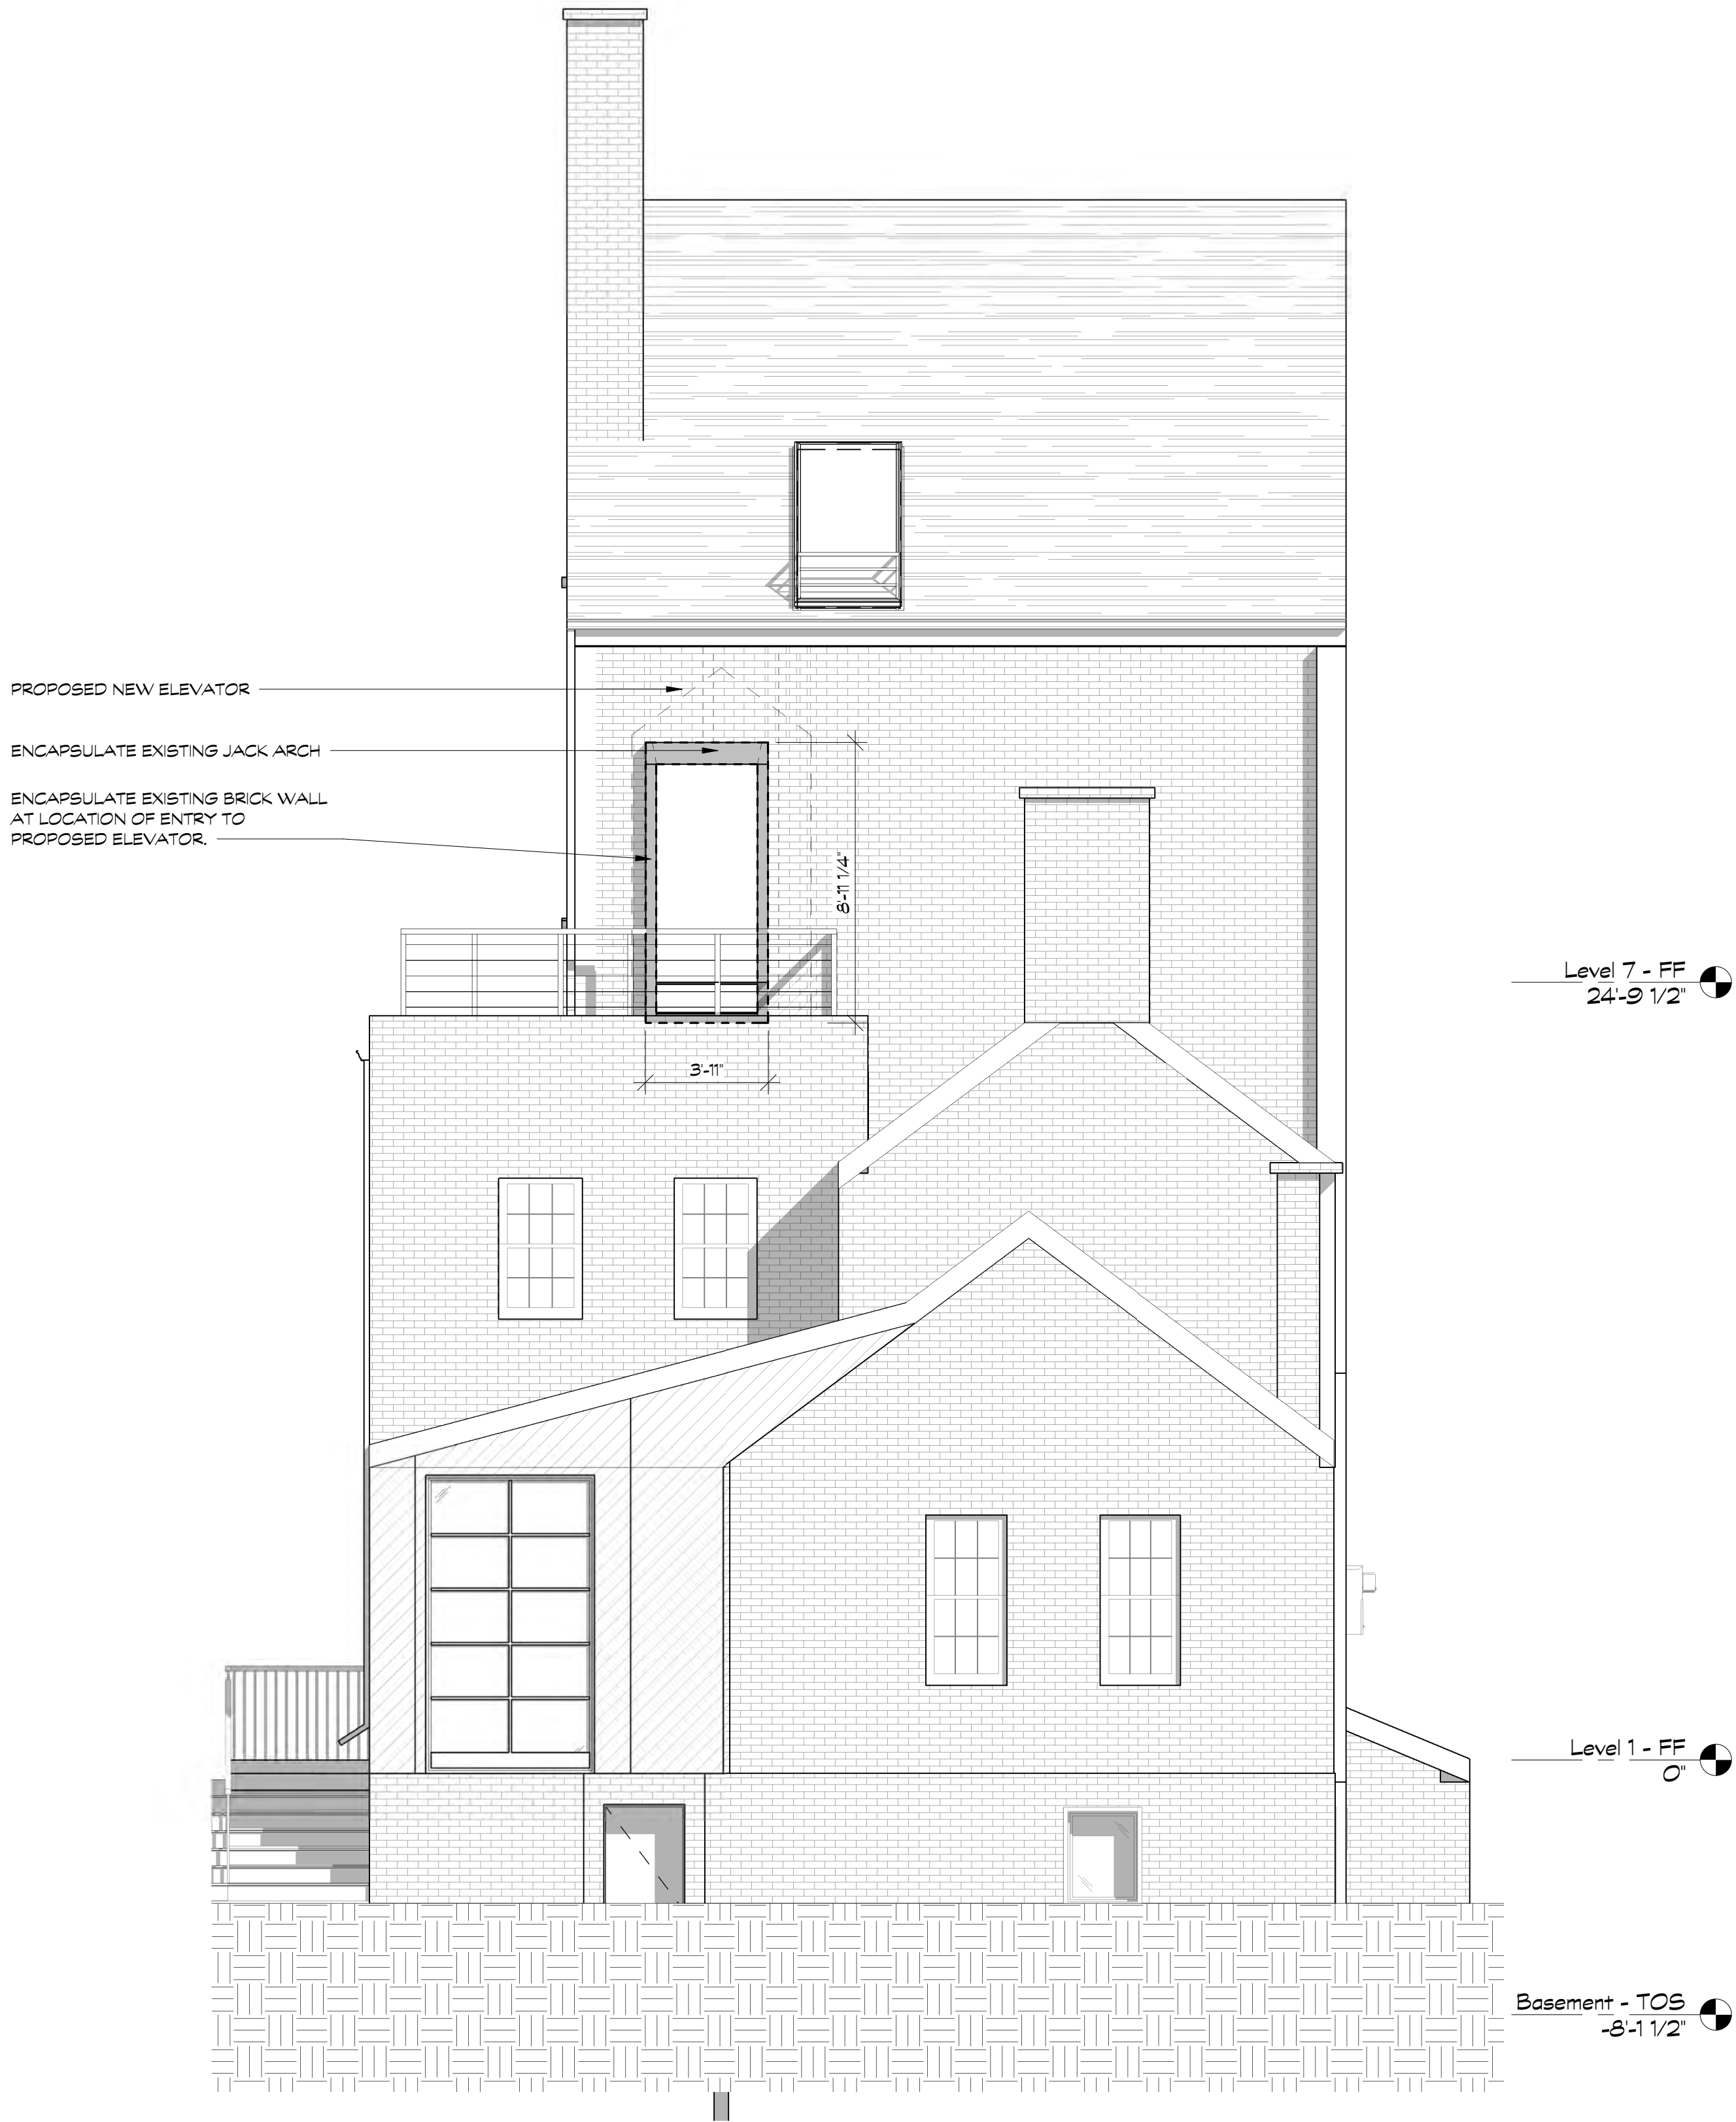 PROPOSED NEW ELEVATOR
ENCAPSULATE EXISTING JACK ARCH
ENCAPSULATE EXISTING BRICK WALL
AT LOCATION OF ENTRY TO
PROPOSED ELEVATOR.
8'-11 1/4"
3'-11"
Level 7 - FF
24'-9 1/2"
Level 1 - FF
0"
Basement - TOS
-8'-1 1/2"